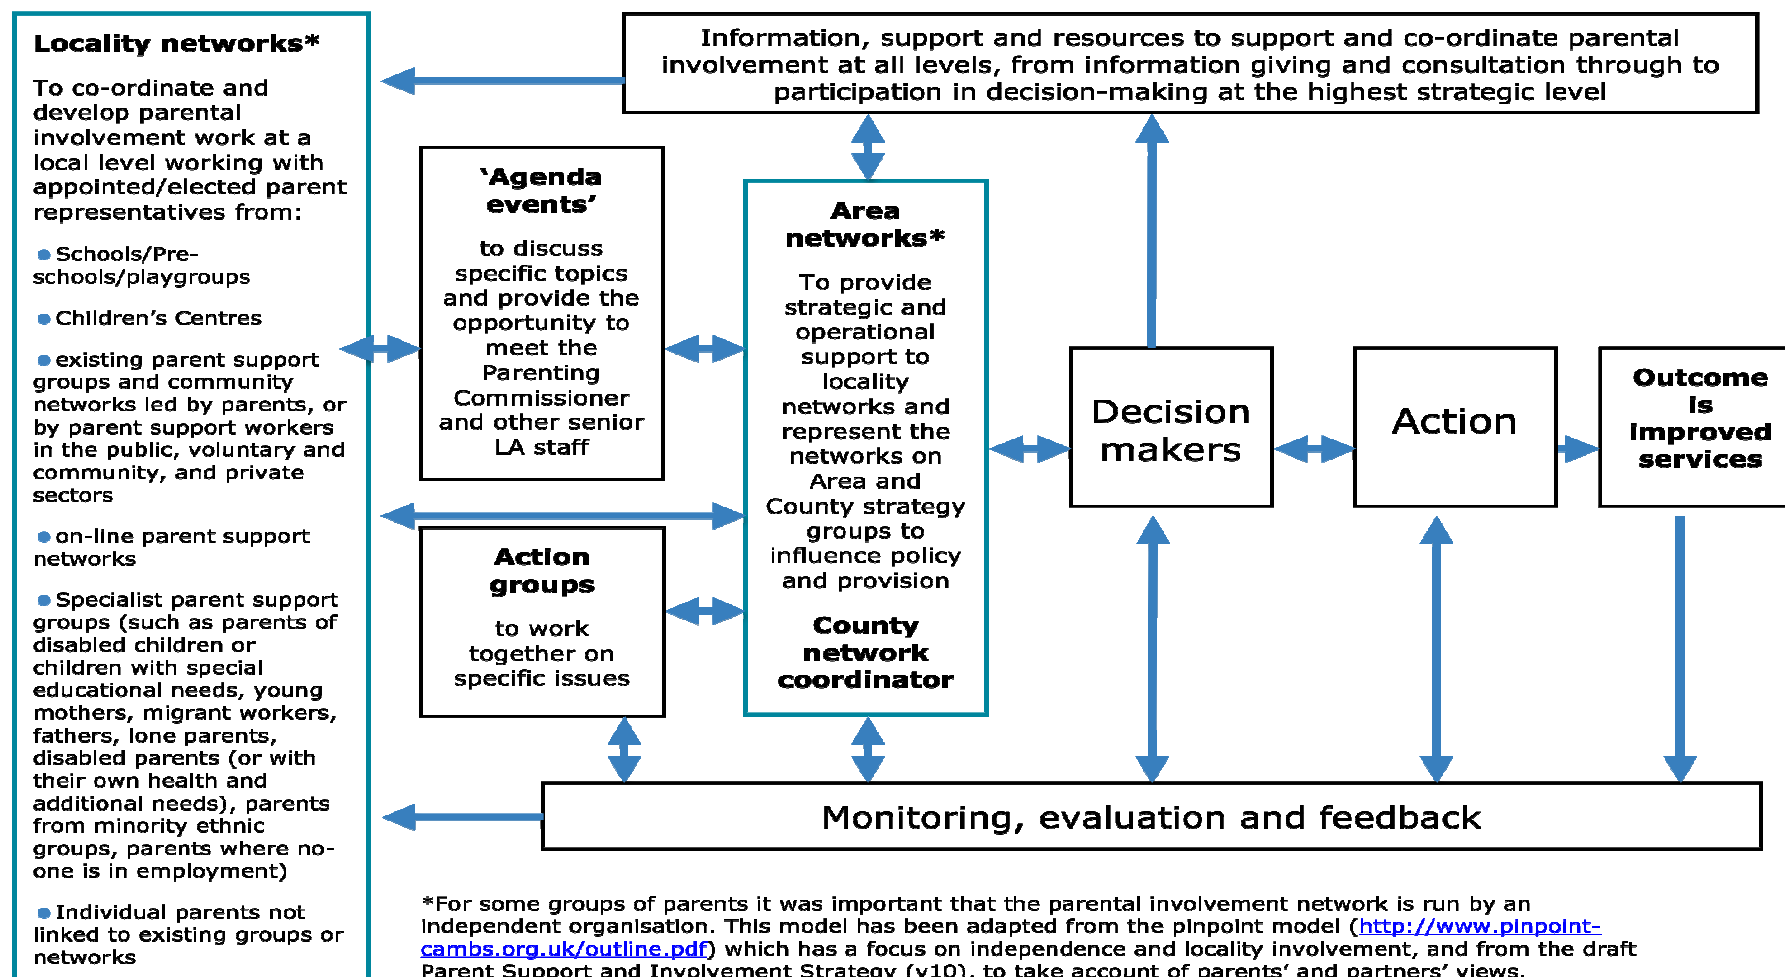 Locality networks*
To co-ordinate and
develop parental
involvement work at a
local level working with
appointed/elected parent
representatives from:
Schools/Pre-
schools/playgroups
Children's Centres
existing parent support
groups and community
networks led by parents, or
by parent support workers
in the public, voluntary and
community, and private
sectors
on-line parent support
networks
Specialist parent support
groups (such as parents of
disabled children or
children with special
educational needs, young
mothers, migrant workers,
fathers, lone parents,
disabled parents (or with
their own health and
additional needs), parents
from minority ethnic
groups, parents where no-
one is in employment)
Individual parents not
linked to existing groups or
networks
Information, support and resources to support and co-ordinate parental
involvement at all levels, from information giving and consultation through to
participation in decision-making at the highest strategic level
‘Agenda
events’
to discuss
specific topics
and provide the
opportunity to
meet the
Parenting
Commissioner
and other senior
LA staff
Action
groups
to work
together on
specific issues
Area
networks*
To provide
strategic and
operational
support to
locality
networks and
represent the
networks on
Area and
County strategy
groups to
influence policy
and provision
County
network
coordinator
Decision
makers
Action
Outcome
is
improved
services
Monitoring, evaluation and feedback
*For some groups of parents it was important that the parental involvement network is run by an
independent organisation. This model has been adapted from the pinpoint model (http://www.pinpoint-
cambs.org.uk/outline.pdf) which has a focus on independence and locality involvement, and from the draft
Parent Support and Involvement Strategy (v10), to take account of parents’ and partners’ views.